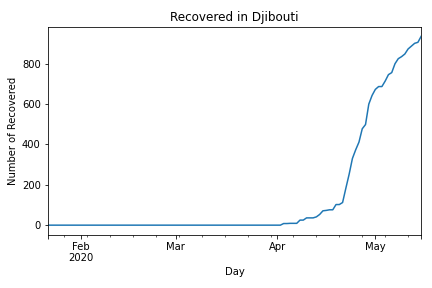 Recovered in Djibouti
Number of Recovered
800
600
400
200
0
Feb
2020
Mar
Apr
May
Day